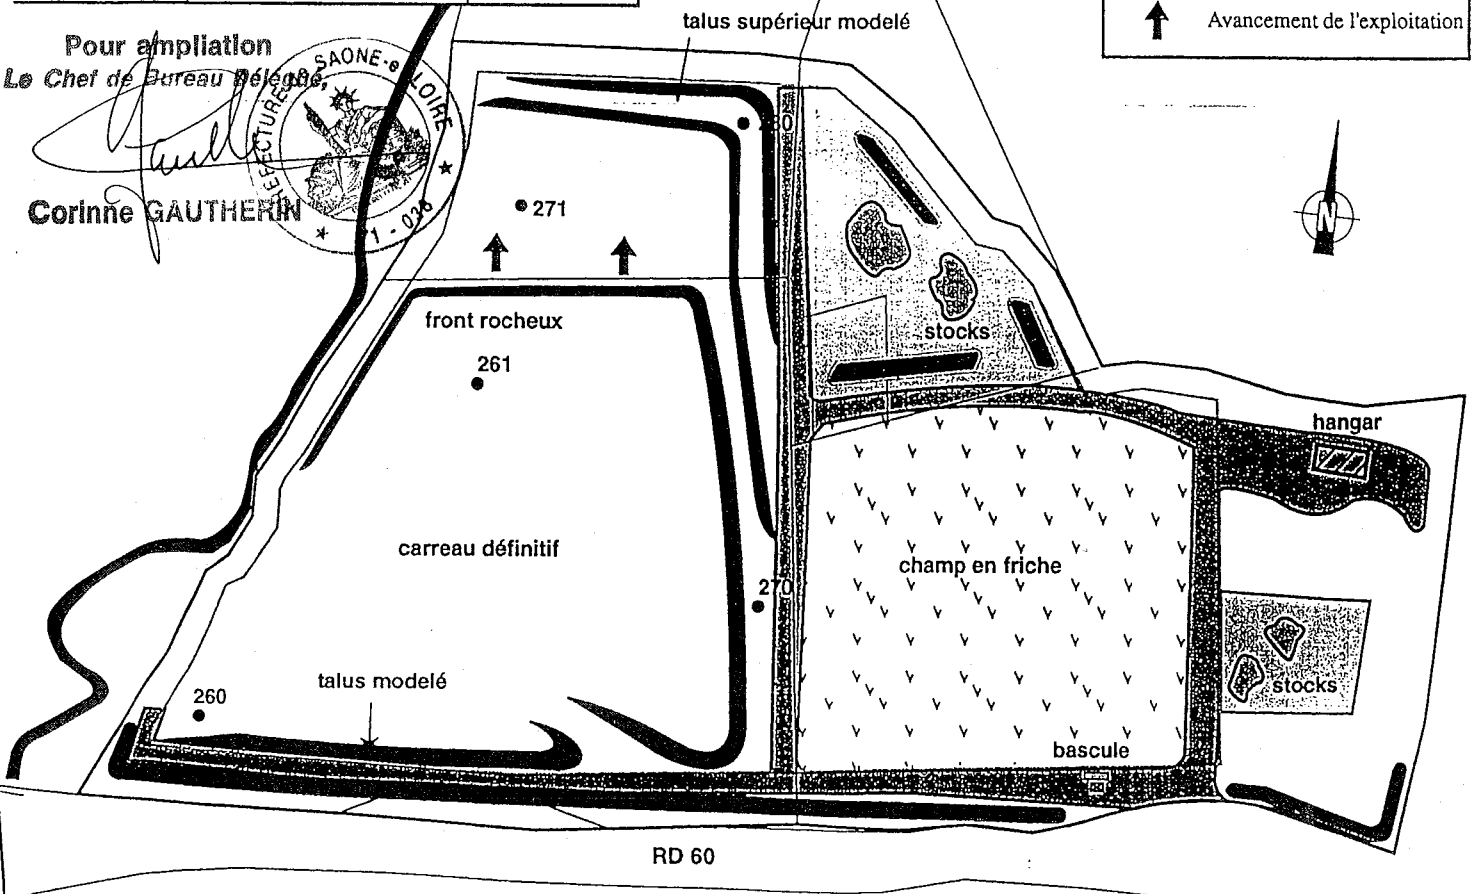 talus supérieur modelé
Avancement de l'exploitation
Pour ampliation
Le Chef de Bureau Délégué,
PREFECTURE SAONE-e LOIRE
Corinne GAUTHERIN
N
271
front rocheux
261
stocks
hangar
carreau définitif
champ en friche
270
talus modelé
260
stocks
bascule
RD 60